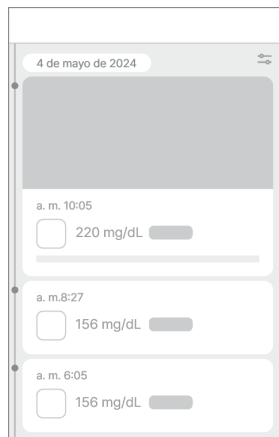 4 de mayo de 2024
a. m. 10:05
220 mg/dL
a. m.8:27
156 mg/dL
a. m. 6:05
156 mg/dL